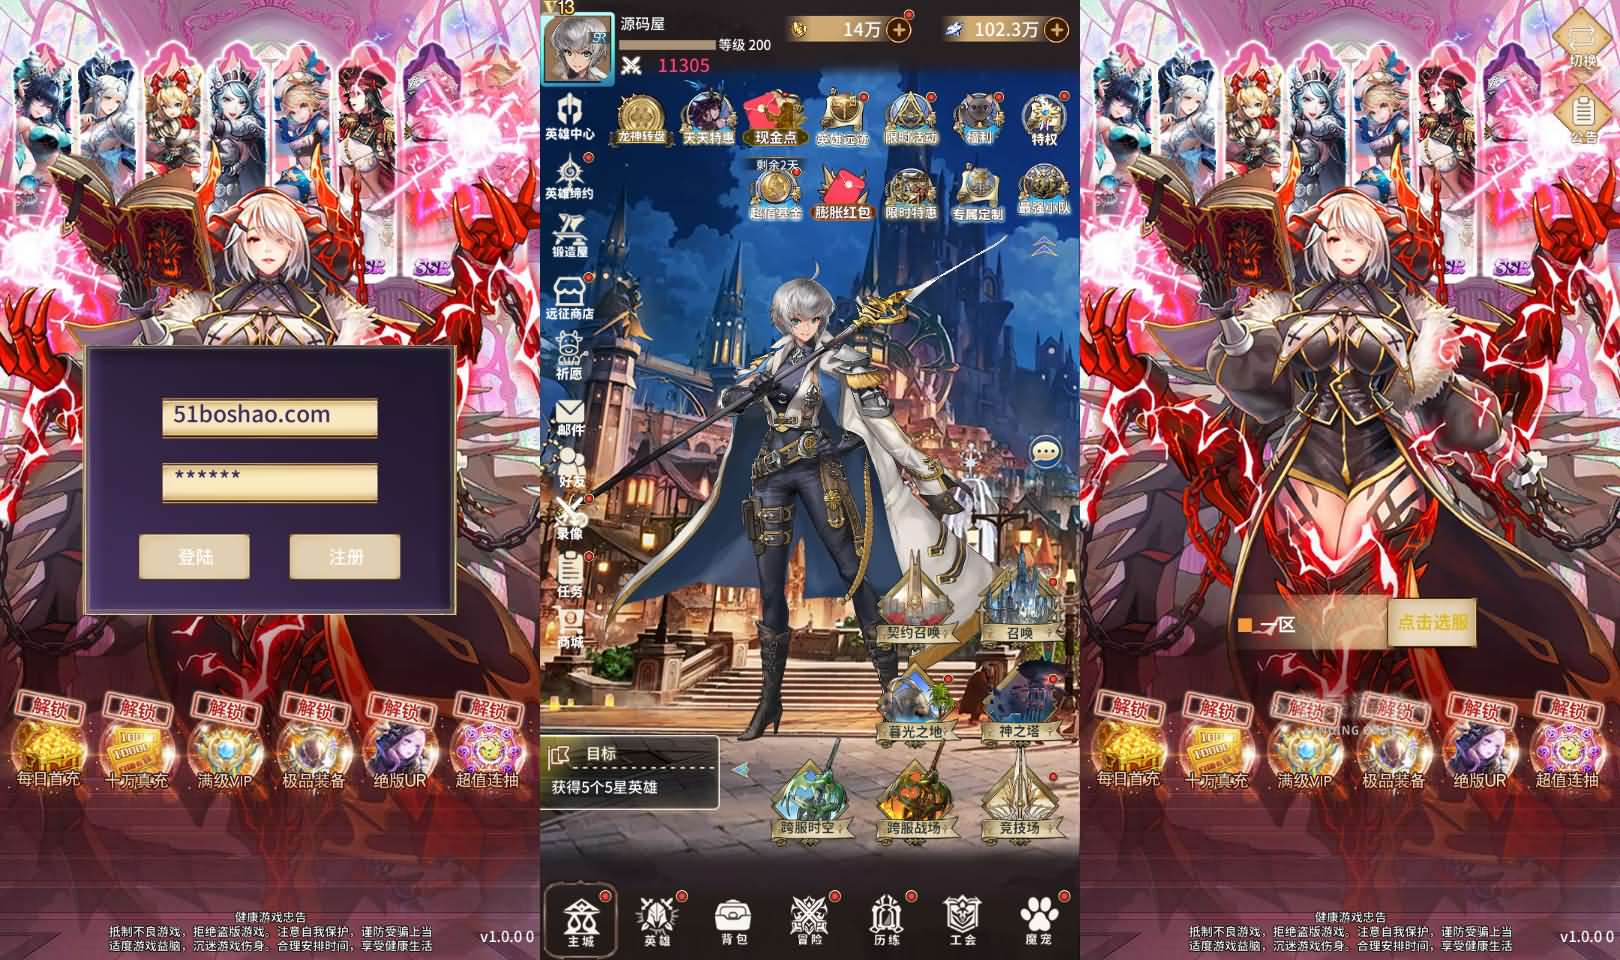 SR
SSR
51boshao.com
******
登陆
注册
解锁
解锁
解锁
解锁
解锁
解锁
每日首充
十万真充
满级VIP
极品装备
绝版UR
超值连抽
健康游戏忠告
抵制不良游戏，拒绝盗版游戏。注意自我保护，谨防受骗上当
适度游戏益脑，沉迷游戏伤身。合理安排时间，享受健康生活
v1.0.0 0
V13
SR
源码屋
等级 200
11305
14万
102.3万
英雄中心
英雄缔约
锻造屋
远征商店
祈愿
邮件
好友
录像
任务
商城
龙神转盘
天天特惠
现金点
英雄远迹
限时活动
福利
特权
剩余2天
超值基金
膨胀红包
限时特惠
专属定制
最强小队
契约召唤
召唤
暮光之地
神之塔
目标
获得5个5星英雄
跨服时空
跨服战场
竞技场
主城
英雄
背包
冒险
历练
工会
魔宠
切换
公告
SR
SSR
一区
点击选服
解锁
解锁
解锁
解锁
解锁
解锁
每日首充
十万真充
满级VIP
极品装备
绝版UR
超值连抽
健康游戏忠告
抵制不良游戏，拒绝盗版游戏。注意自我保护，谨防受骗上当
适度游戏益脑，沉迷游戏伤身。合理安排时间，享受健康生活
v1.0.0 0